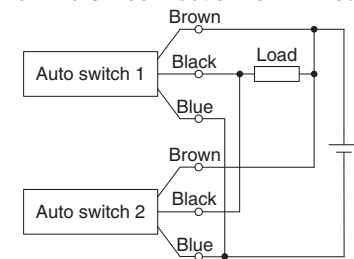 Brown
Auto switch 1
Black
Load
Blue
Brown
Auto switch 2
Black
Blue